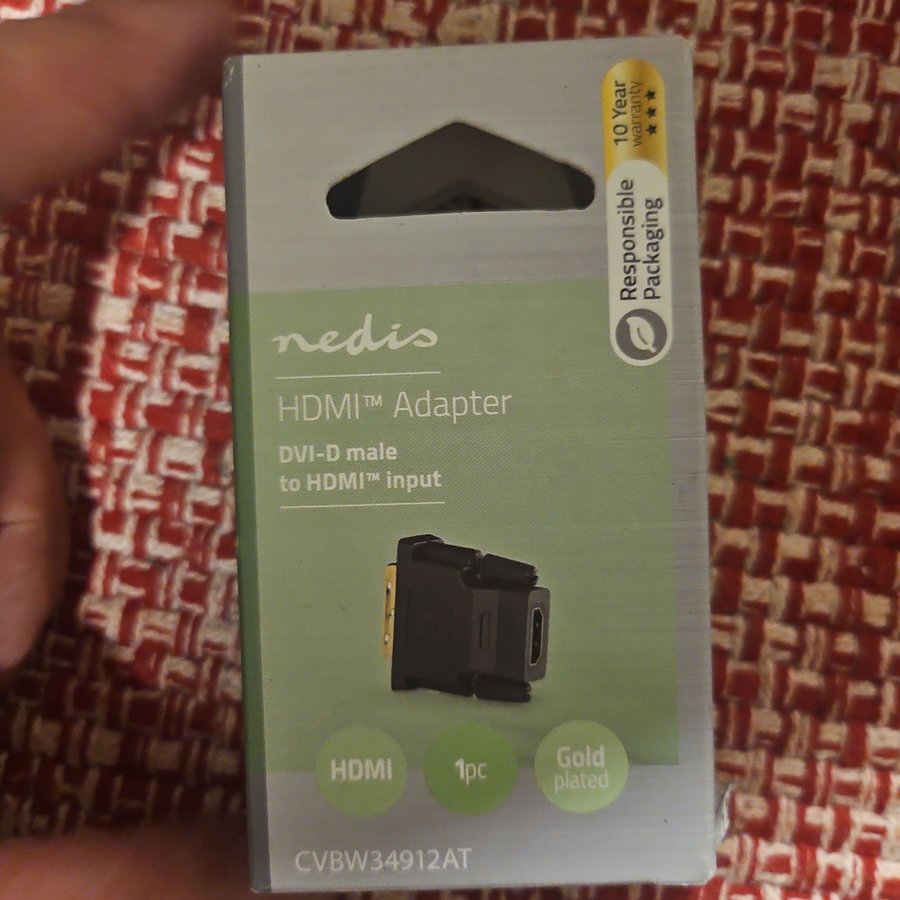 10 Year
warranty
Responsible
Packaging
nedis
HDMI™ Adapter
DVI-D male
to HDMI™ input
HDMI
1pc
Gold
plated
CVBW34912AT